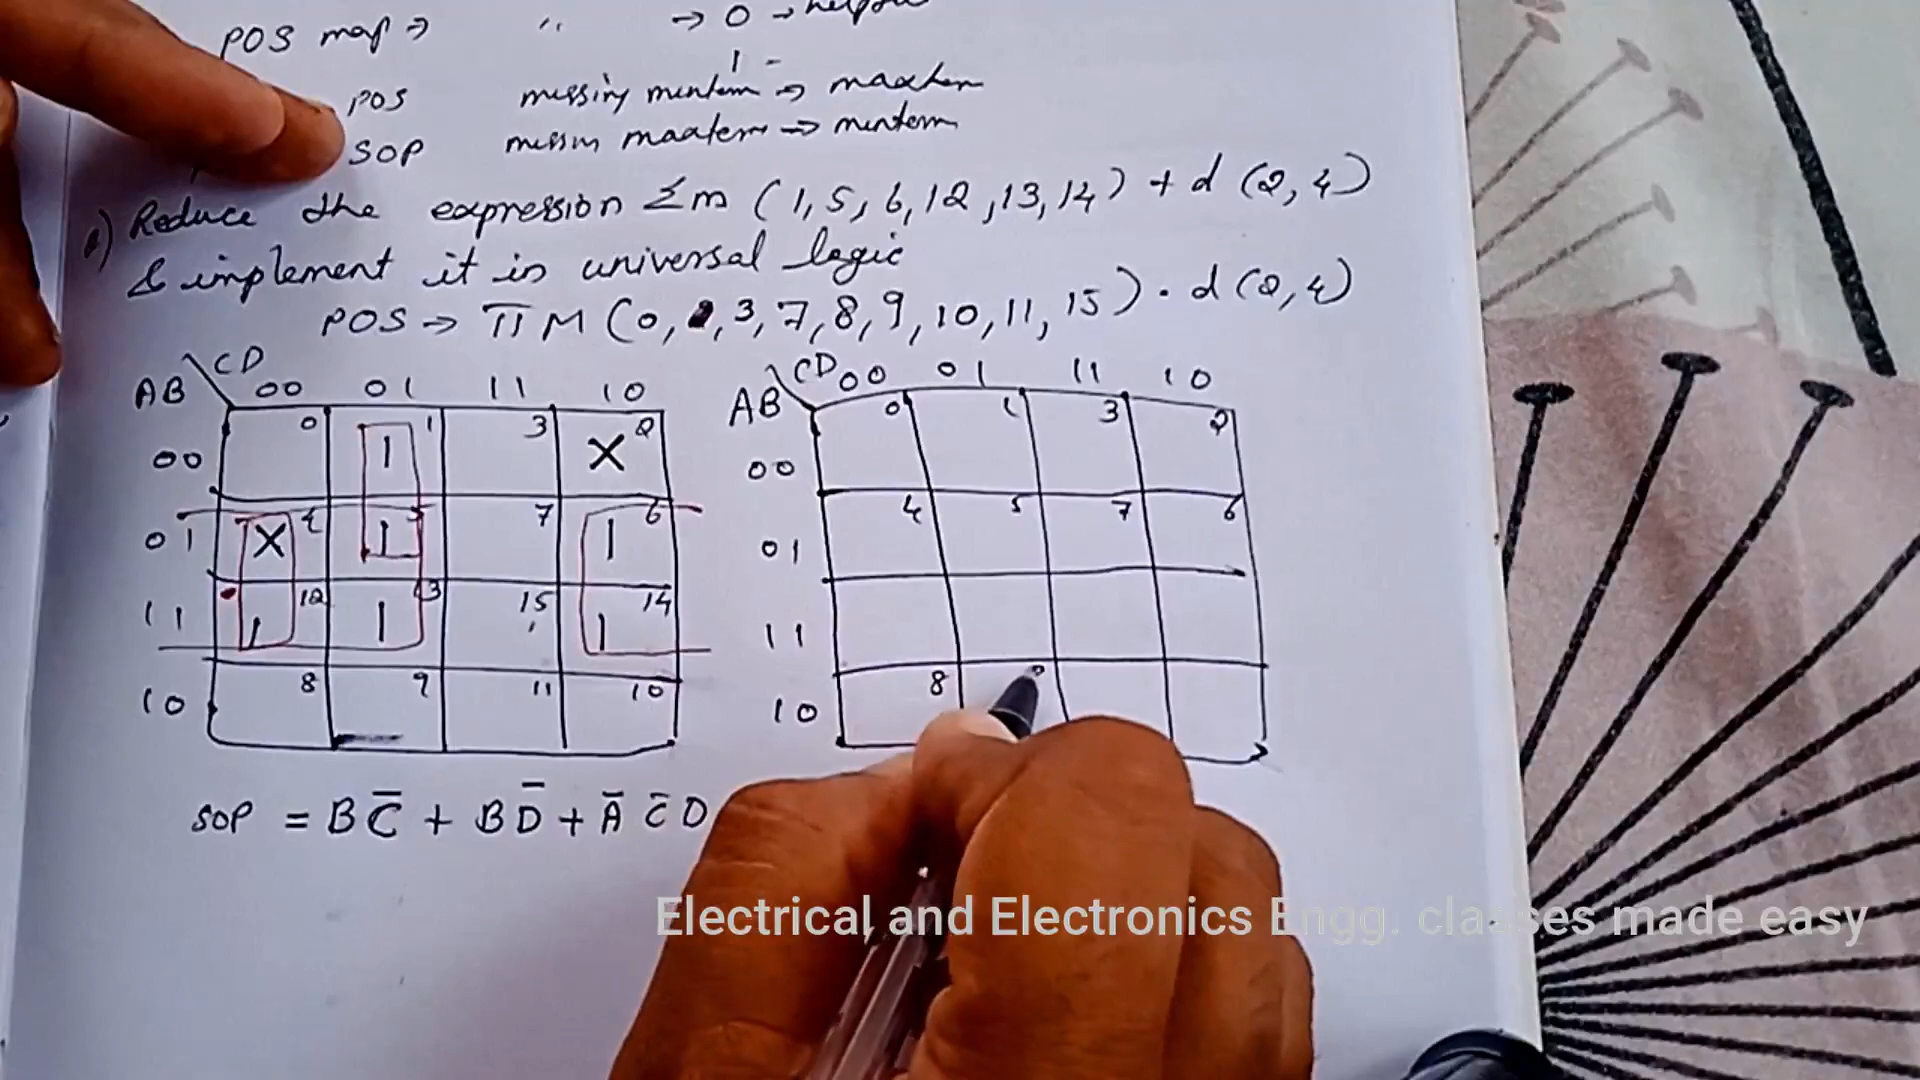 POS map → " → 0 →
1 -
POS missing minterm → maxterm
SOP missin maxterm → minterm
a) Reduce the expression Σm (1,5,6,12,13,14) + d (2,4)
& implement it in universal logic
POS → ΠM (0, 3, 7, 8, 9, 10, 11, 15) · d (2, 4)
AB CD 00 01 11 10
00 0 1 1 3 X 2
01 X 4 1 5 7 1 6
11 1 12 1 13 15 1 14
10 8 9 11 10
AB CD 00 01 11 10
00 0 1 3 2
01 4 5 7 6
11
10 8
SOP = BC̅ + BD̅ + A̅ C̅ D
Electrical and Electronics Engg. classes made easy